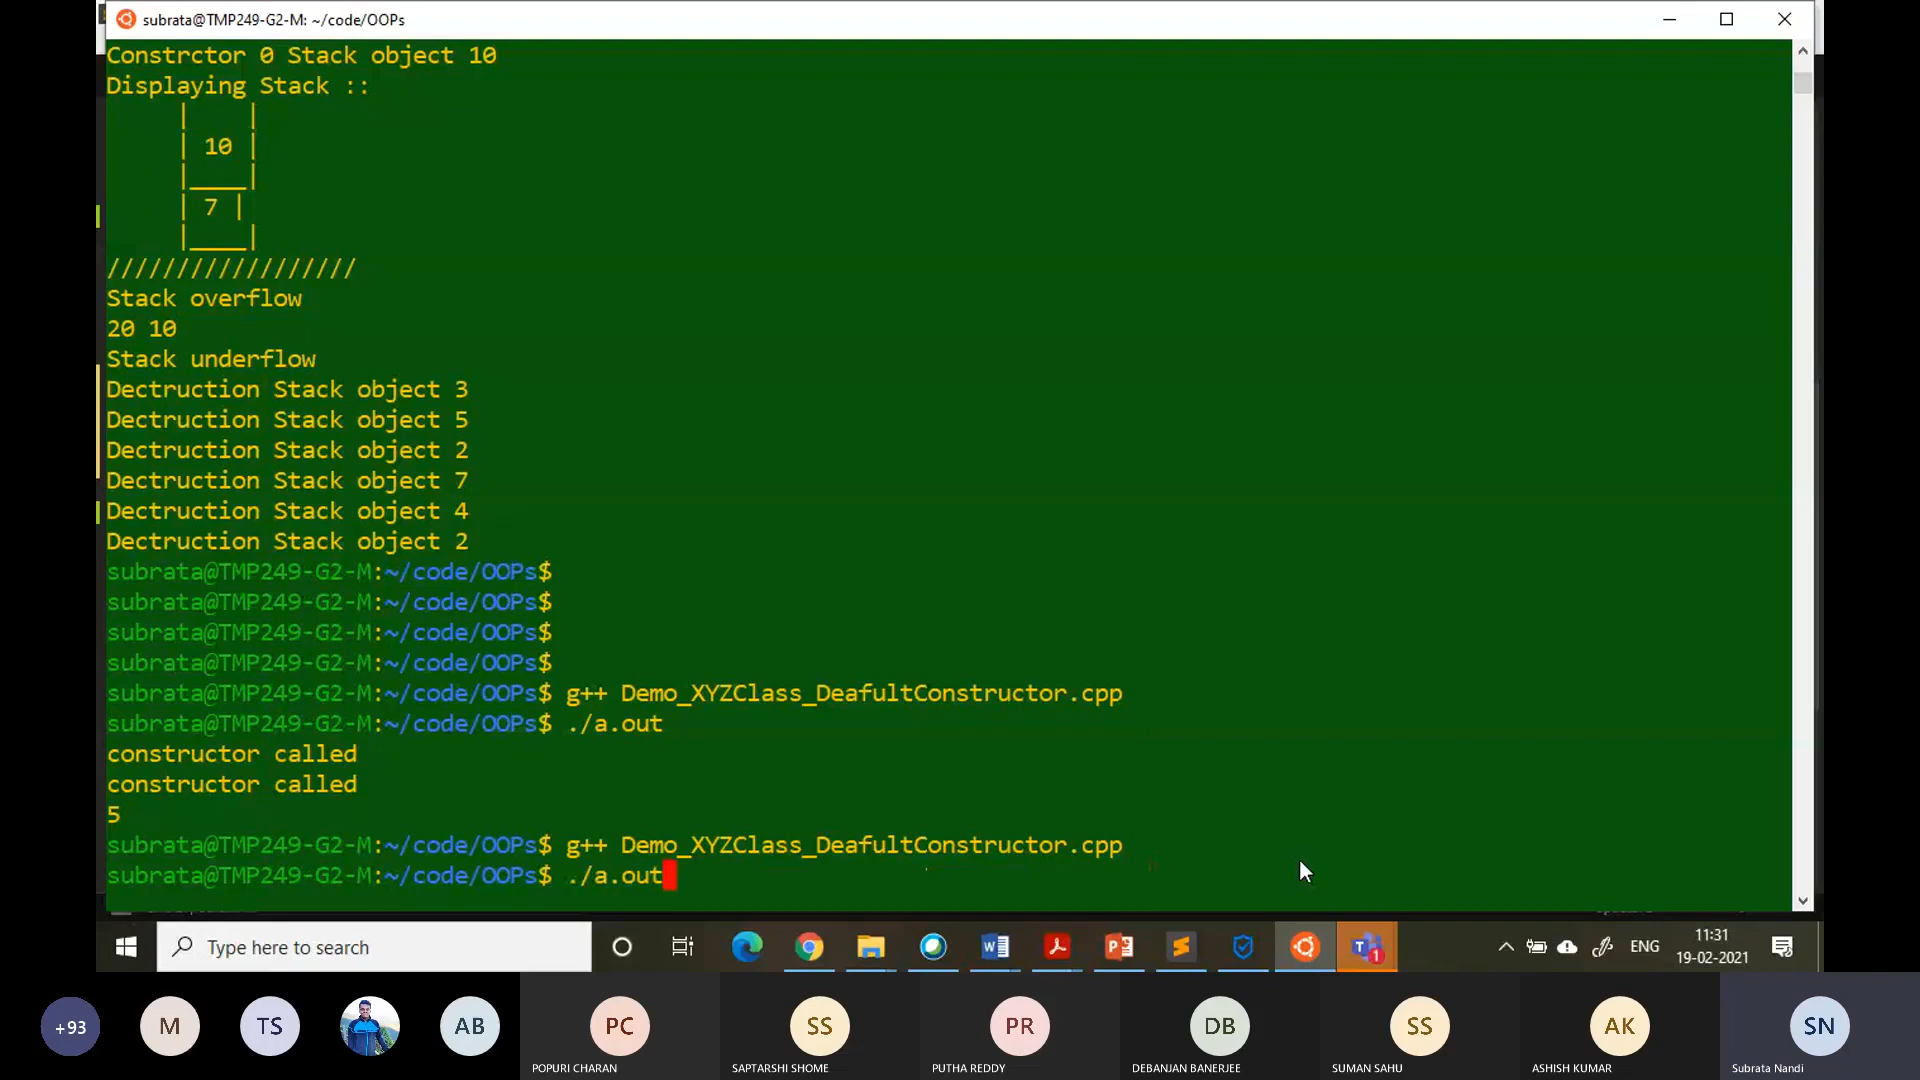 subrata@TMP249-G2-M: ~/code/OOPs
Constrctor 0 Stack object 10
Displaying Stack ::
| |
| 10 |
|____|
| 7 |
|____|
//////////////////
Stack overflow
20 10
Stack underflow
Dectruction Stack object 3
Dectruction Stack object 5
Dectruction Stack object 2
Dectruction Stack object 7
Dectruction Stack object 4
Dectruction Stack object 2
subrata@TMP249-G2-M:~/code/OOPs$
subrata@TMP249-G2-M:~/code/OOPs$
subrata@TMP249-G2-M:~/code/OOPs$
subrata@TMP249-G2-M:~/code/OOPs$
subrata@TMP249-G2-M:~/code/OOPs$ g++ Demo_XYZClass_DeafultConstructor.cpp
subrata@TMP249-G2-M:~/code/OOPs$ ./a.out
constructor called
constructor called
5
subrata@TMP249-G2-M:~/code/OOPs$ g++ Demo_XYZClass_DeafultConstructor.cpp
subrata@TMP249-G2-M:~/code/OOPs$ ./a.out
Type here to search
1
ENG
11:31
19-02-2021
+93
M
TS
AB
PC
SS
PR
DB
SS
AK
SN
POPURI CHARAN
SAPTARSHI SHOME
PUTHA REDDY
DEBANJAN BANERJEE
SUMAN SAHU
ASHISH KUMAR
Subrata Nandi